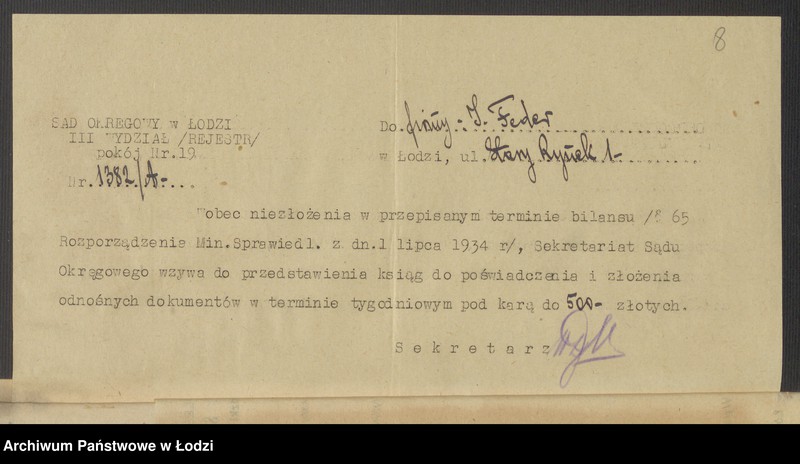 8
SĄD OKRĘGOWY w ŁODZI
III WYDZIAŁ /REJESTR/
pokój Nr.19
Nr. 1382/A-...
Do. firmy: I. Feder
w Łodzi, ul. Stary Rynek 1-
Wobec niezłożenia w przepisanym terminie bilansu /§ 65
Rozporządzenie Min.Sprawiedl. z dn.1 lipca 1934 r/, Sekretariat Sądu
Okręgowego wzywa do przedstawienia ksiąg do poświadczenia i złożenia
odnośnych dokumentów w terminie tygodniowym pod karą do 500- złotych.
Sekretarz
Archiwum Państwowe w Łodzi